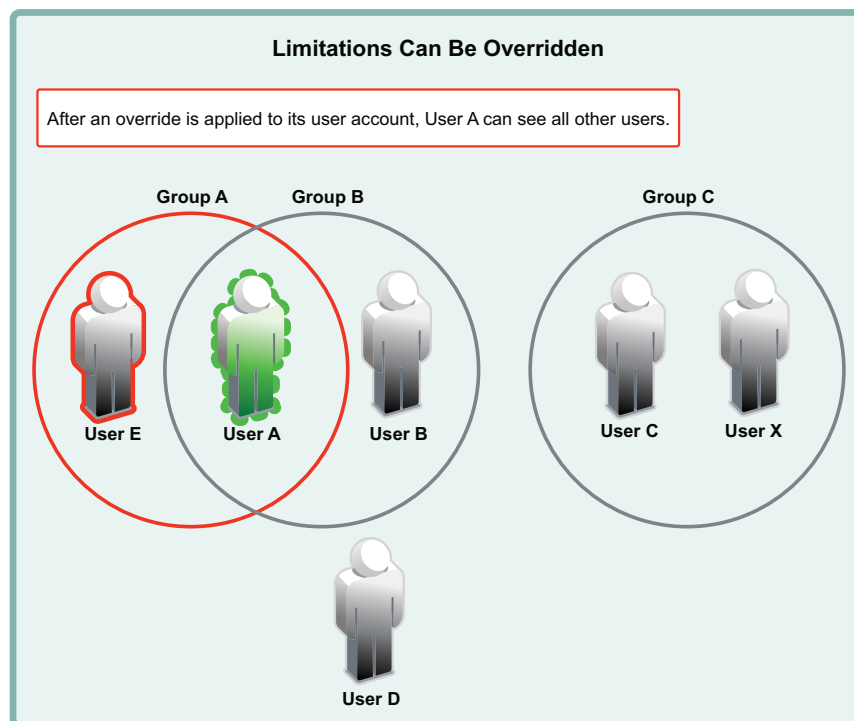 Limitations Can Be Overridden
After an override is applied to its user account, User A can see all other users.
Group A
Group B
Group C
User E
User A
User B
User C
User X
User D